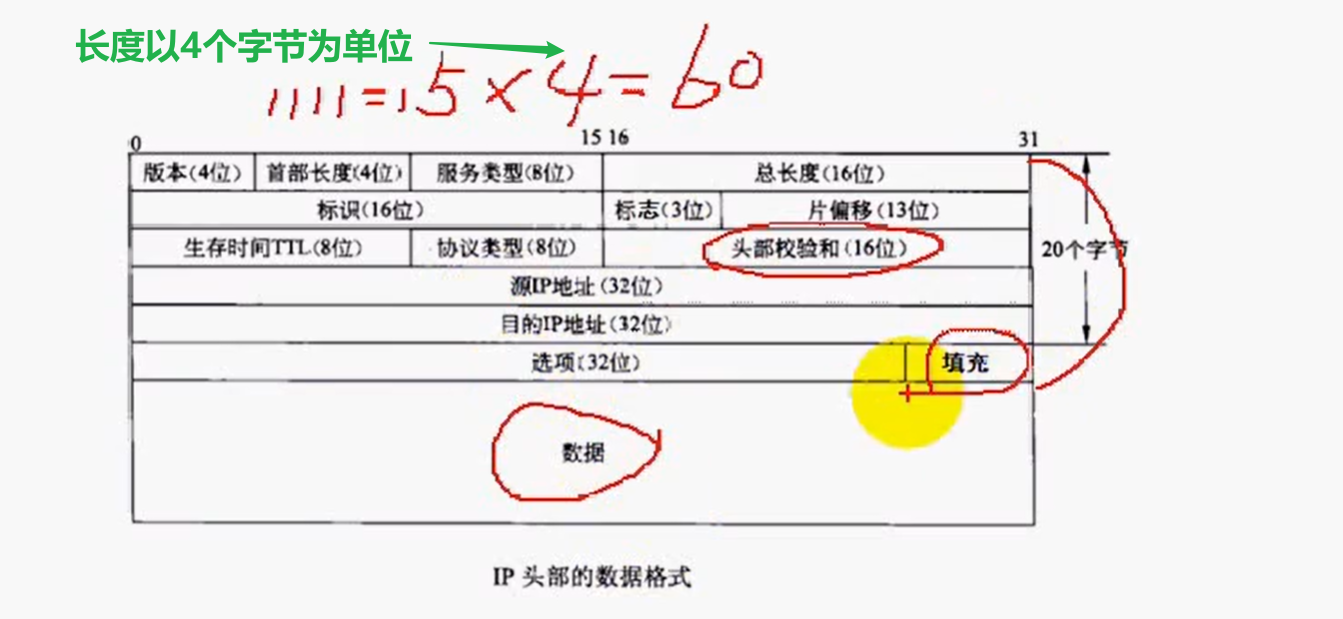 长度以4个字节为单位
1111=15×4=60
0 15 16 31
版本(4位) 首部长度(4位) 服务类型(8位) 总长度(16位)
标识(16位) 标志(3位) 片偏移(13位)
生存时间TTL(8位) 协议类型(8位) 头部校验和(16位) 20个字节
源IP地址(32位)
目的IP地址(32位)
选项(32位) 填充
数据
IP 头部的数据格式